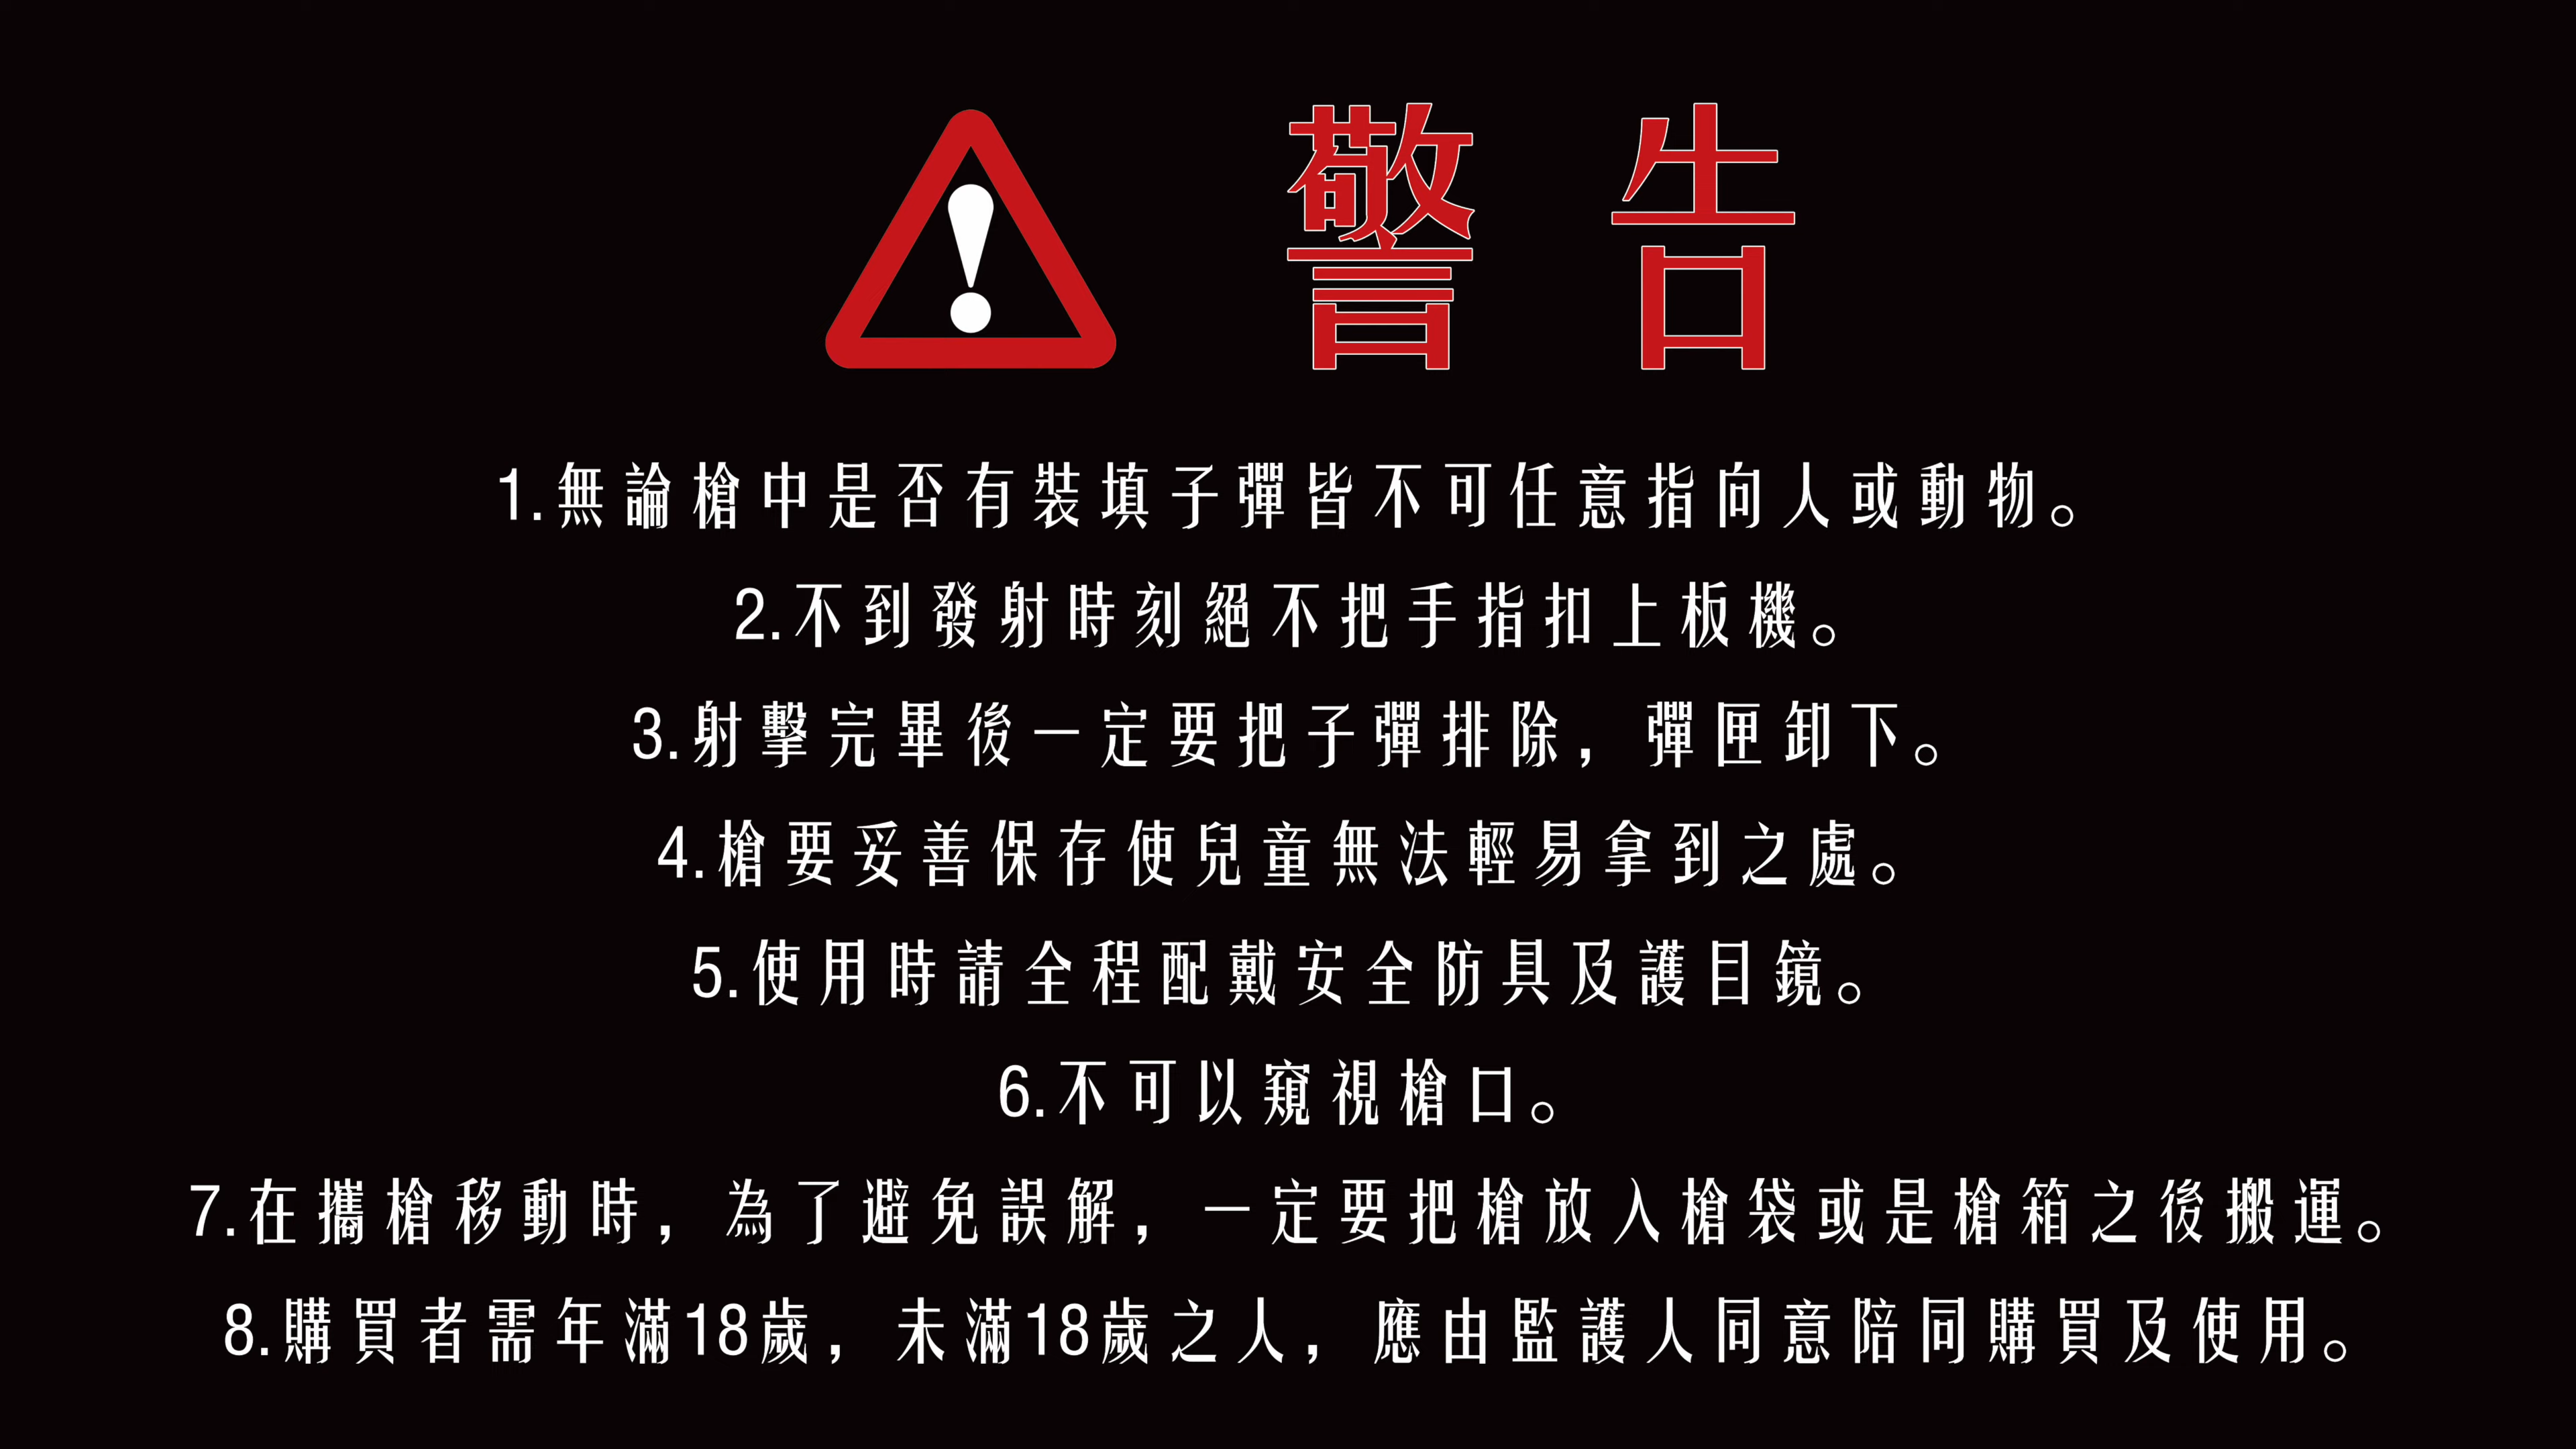 警告
1.無論槍中是否有裝填子彈皆不可任意指向人或動物。
2.不到發射時刻絕不把手指扣上板機。
3.射擊完畢後一定要把子彈排除，彈匣卸下。
4.槍要妥善保存使兒童無法輕易拿到之處。
5.使用時請全程配戴安全防具及護目鏡。
6.不可以窺視槍口。
7.在攜槍移動時，為了避免誤解，一定要把槍放入槍袋或是槍箱之後搬運。
8.購買者需年滿18歲，未滿18歲之人，應由監護人同意陪同購買及使用。